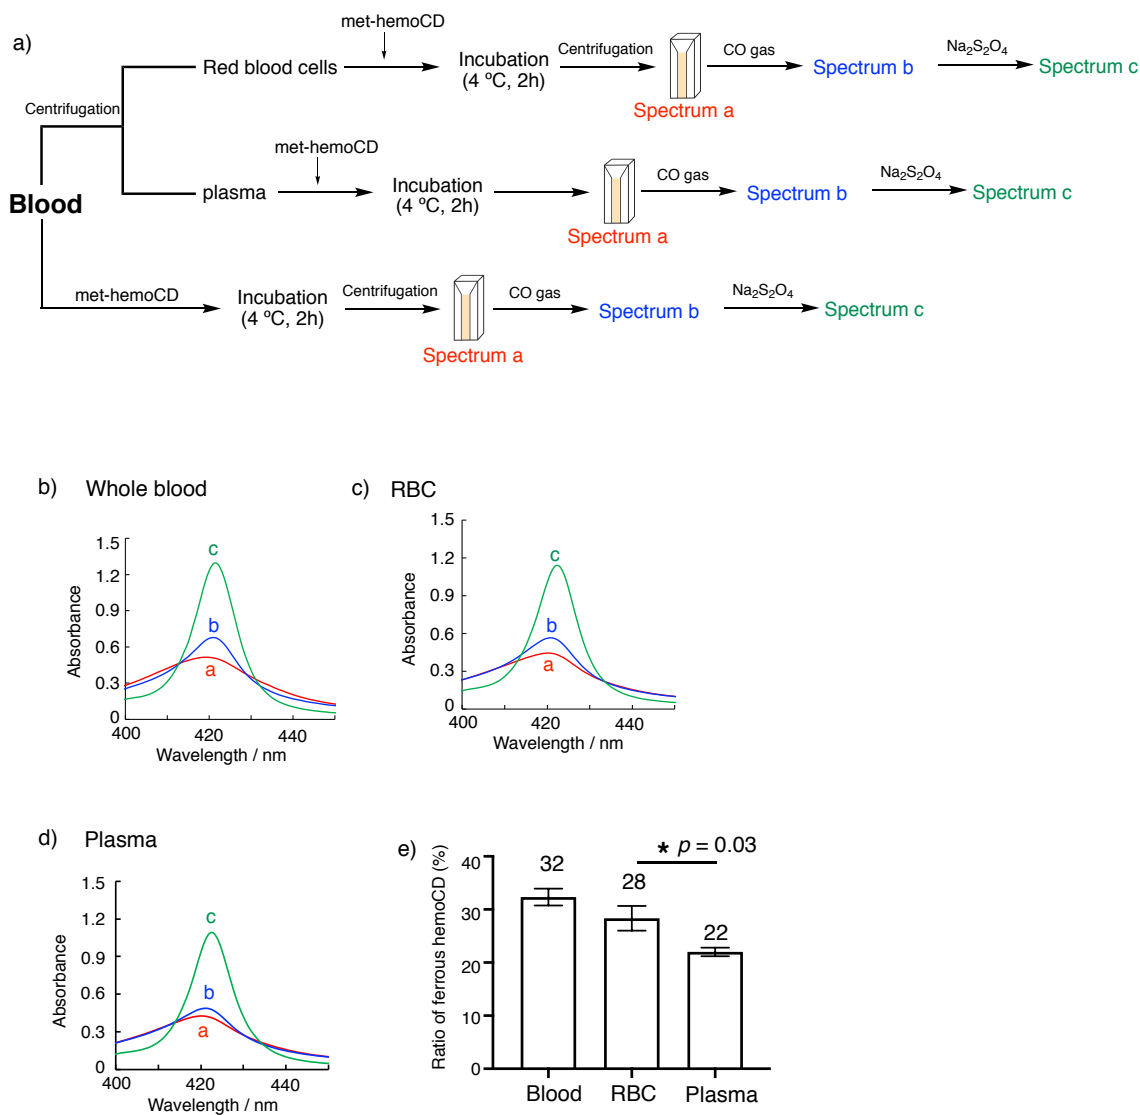 a)
met-hemoCD
Red blood cells
Incubation
(4 ºC, 2h)
Centrifugation
Spectrum a
CO gas
Spectrum b
Na₂S₂O₄
Spectrum c
Centrifugation
Blood
met-hemoCD
plasma
Incubation
(4 ºC, 2h)
Spectrum a
CO gas
Spectrum b
Na₂S₂O₄
Spectrum c
met-hemoCD
Incubation
(4 ºC, 2h)
Centrifugation
Spectrum a
CO gas
Spectrum b
Na₂S₂O₄
Spectrum c
b) Whole blood
Absorbance
1.5
1.2
0.9
0.6
0.3
0
c
b
a
400 420 440
Wavelength / nm
c) RBC
Absorbance
1.5
1.2
0.9
0.6
0.3
0
c
b
a
400 420 440
Wavelength / nm
d) Plasma
Absorbance
1.5
1.2
0.9
0.6
0.3
0
c
b
a
400 420 440
Wavelength / nm
e)
Ratio of ferrous hemoCD (%)
40
30
20
10
0
* p = 0.03
32
28
22
Blood RBC Plasma